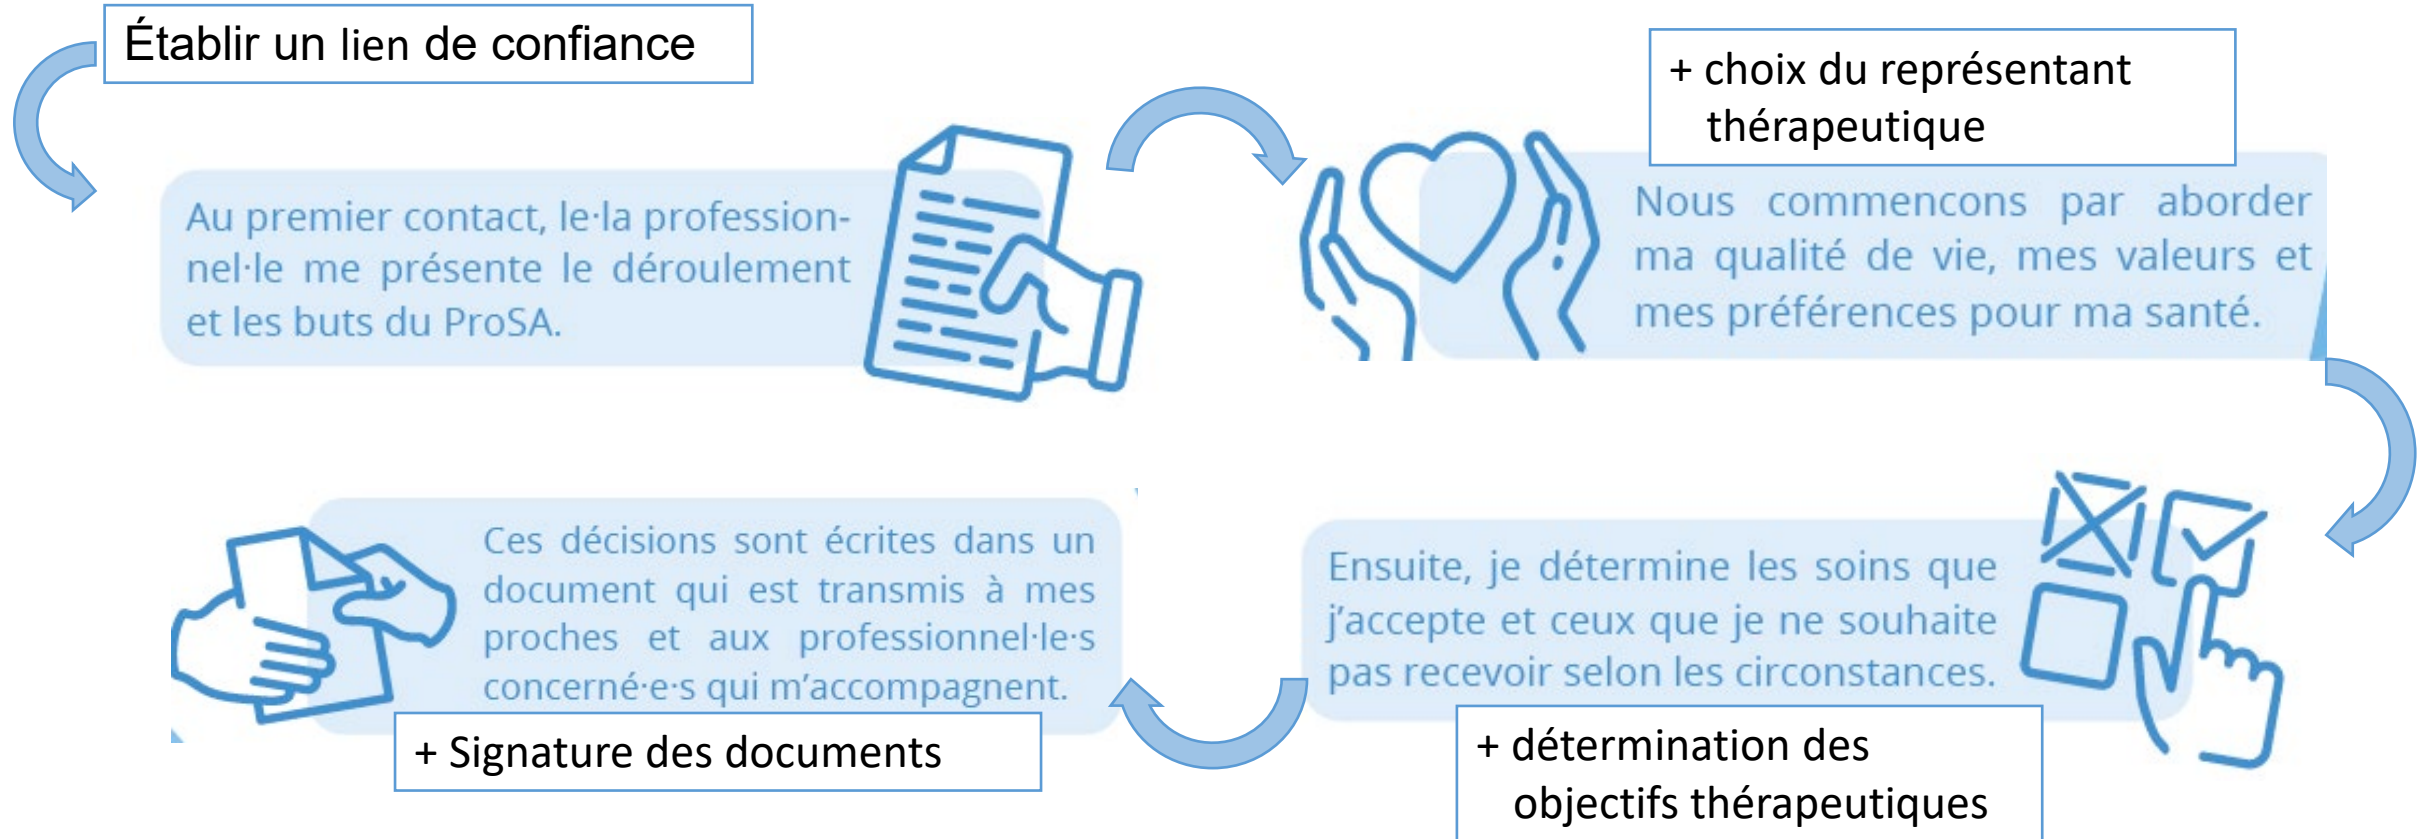 Établir un lien de confiance
Au premier contact, le·la profession-
nel·le me présente le déroulement
et les buts du ProSA.
+ choix du représentant
thérapeutique
Nous commencons par aborder
ma qualité de vie, mes valeurs et
mes préférences pour ma santé.
Ensuite, je détermine les soins que
j'accepte et ceux que je ne souhaite
pas recevoir selon les circonstances.
+ détermination des
objectifs thérapeutiques
Ces décisions sont écrites dans un
document qui est transmis à mes
proches et aux professionnel·le·s
concerné·e·s qui m'accompagnent.
+ Signature des documents